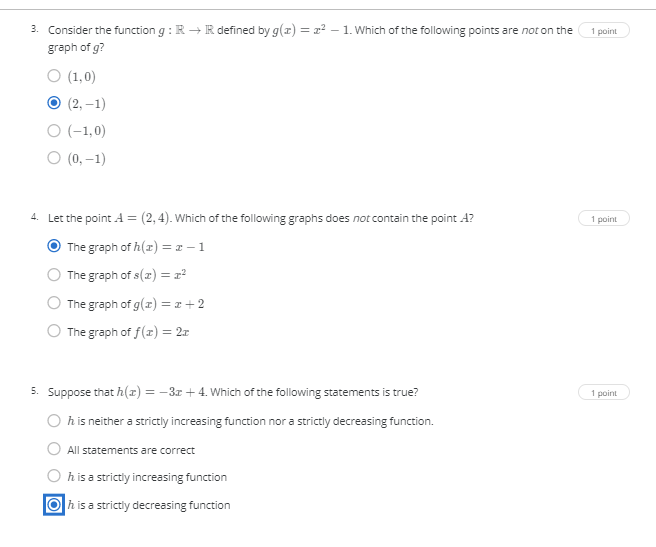 3. Consider the function g : ℝ → ℝ defined by g(x) = x² − 1. Which of the following points are not on the 1 point
graph of g?
(1, 0)
(2, −1)
(−1, 0)
(0, −1)
4. Let the point A = (2, 4). Which of the following graphs does not contain the point A? 1 point
The graph of h(x) = x − 1
The graph of s(x) = x²
The graph of g(x) = x + 2
The graph of f(x) = 2x
5. Suppose that h(x) = −3x + 4. Which of the following statements is true? 1 point
h is neither a strictly increasing function nor a strictly decreasing function.
All statements are correct
h is a strictly increasing function
h is a strictly decreasing function